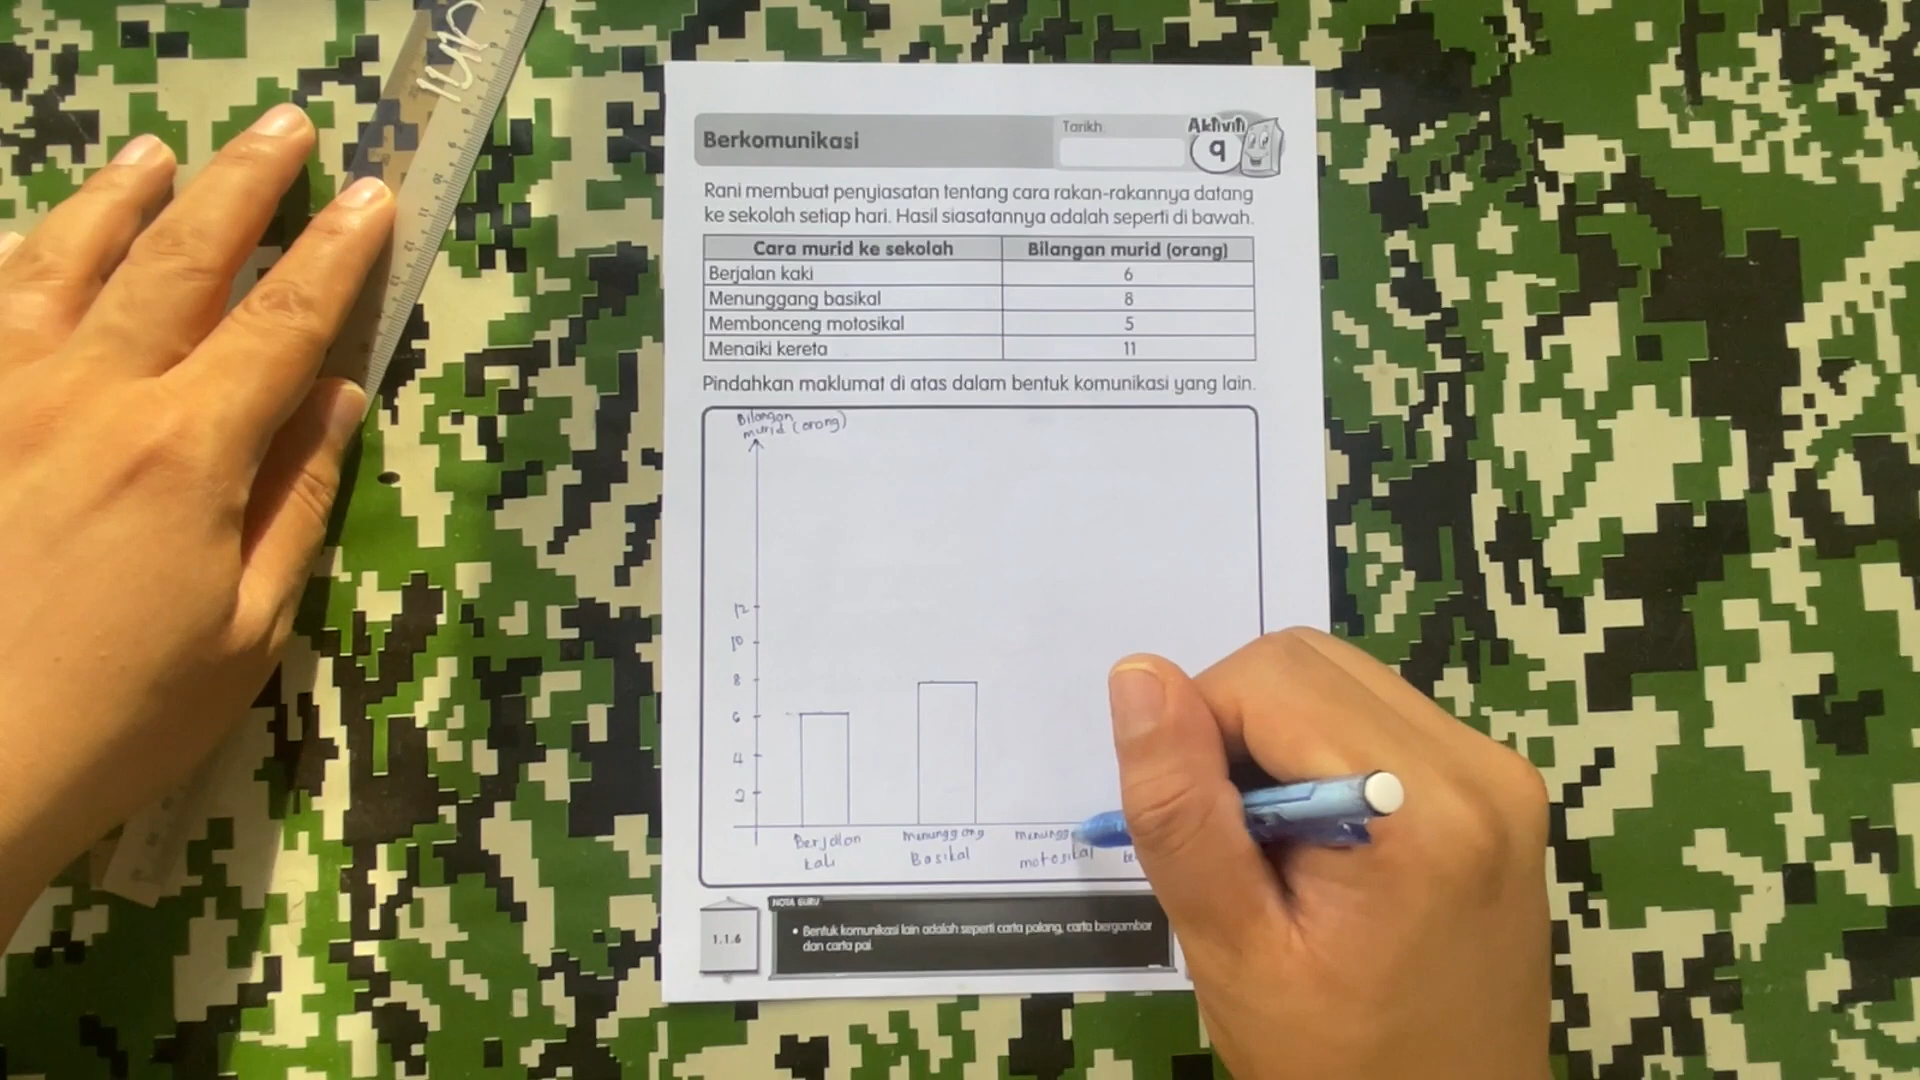 Berkomunikasi
Tarikh
Aktiviti
9
Rani membuat penyiasatan tentang cara rakan-rakannya datang
ke sekolah setiap hari. Hasil siasatannya adalah seperti di bawah.
Cara murid ke sekolah Bilangan murid (orang)
Berjalan kaki 6
Menunggang basikal 8
Membonceng motosikal 5
Menaiki kereta 11
Pindahkan maklumat di atas dalam bentuk komunikasi yang lain.
Bilangan
murid (orang)
12
10
8
6
4
2
Berjalan menunggang
kaki Basikal motosikal
NOTA GURU
1.1.6
• Bentuk komunikasi lain adalah seperti carta palang, carta bergambar
dan carta pai.